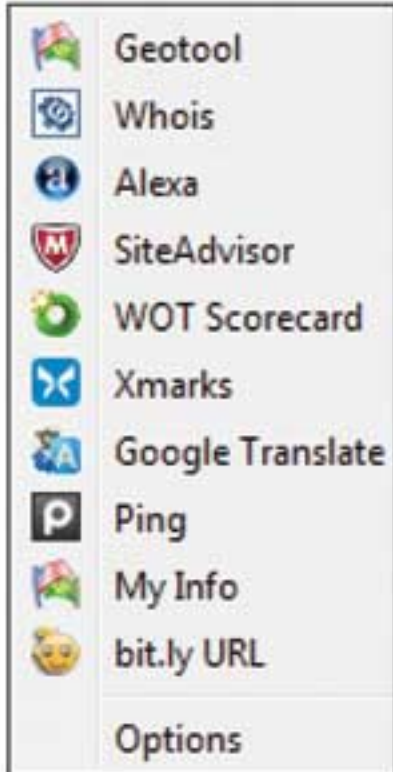 Geotool
Whois
Alexa
SiteAdvisor
WOT Scorecard
Xmarks
Google Translate
Ping
My Info
bit.ly URL
Options